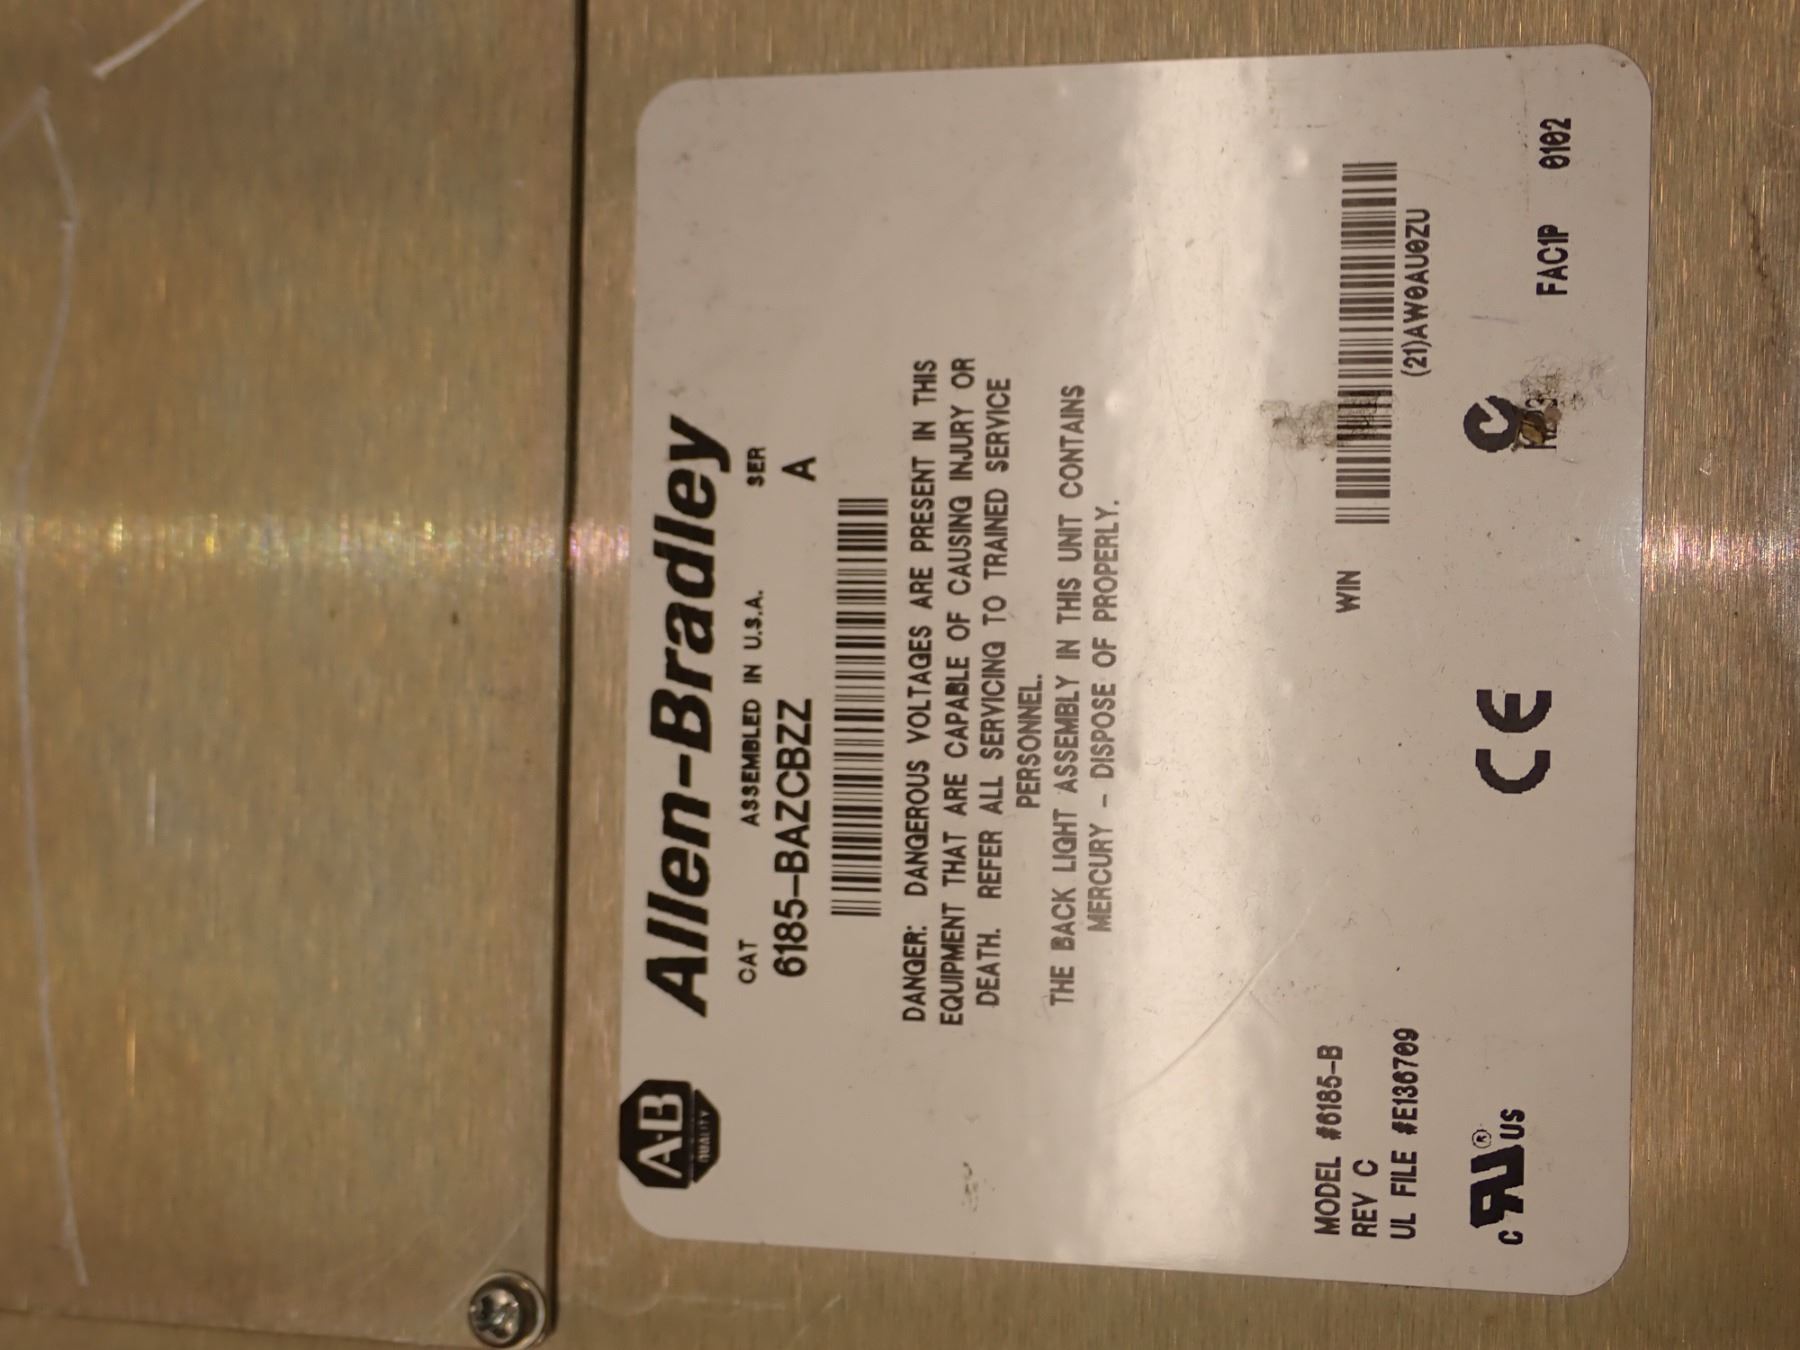 A-B
QUALITY
Allen-Bradley
CAT ASSEMBLED IN U.S.A. SER
6185-BAZCBZZ A
DANGER: DANGEROUS VOLTAGES ARE PRESENT IN THIS
EQUIPMENT THAT ARE CAPABLE OF CAUSING INJURY OR
DEATH. REFER ALL SERVICING TO TRAINED SERVICE
PERSONNEL.
THE BACK LIGHT ASSEMBLY IN THIS UNIT CONTAINS
MERCURY - DISPOSE OF PROPERLY.
MODEL #6185-B
REV C
UL FILE #E136709
WIN
(21)AW0AU0ZU
c RU® US
CE
FAC1P 0102